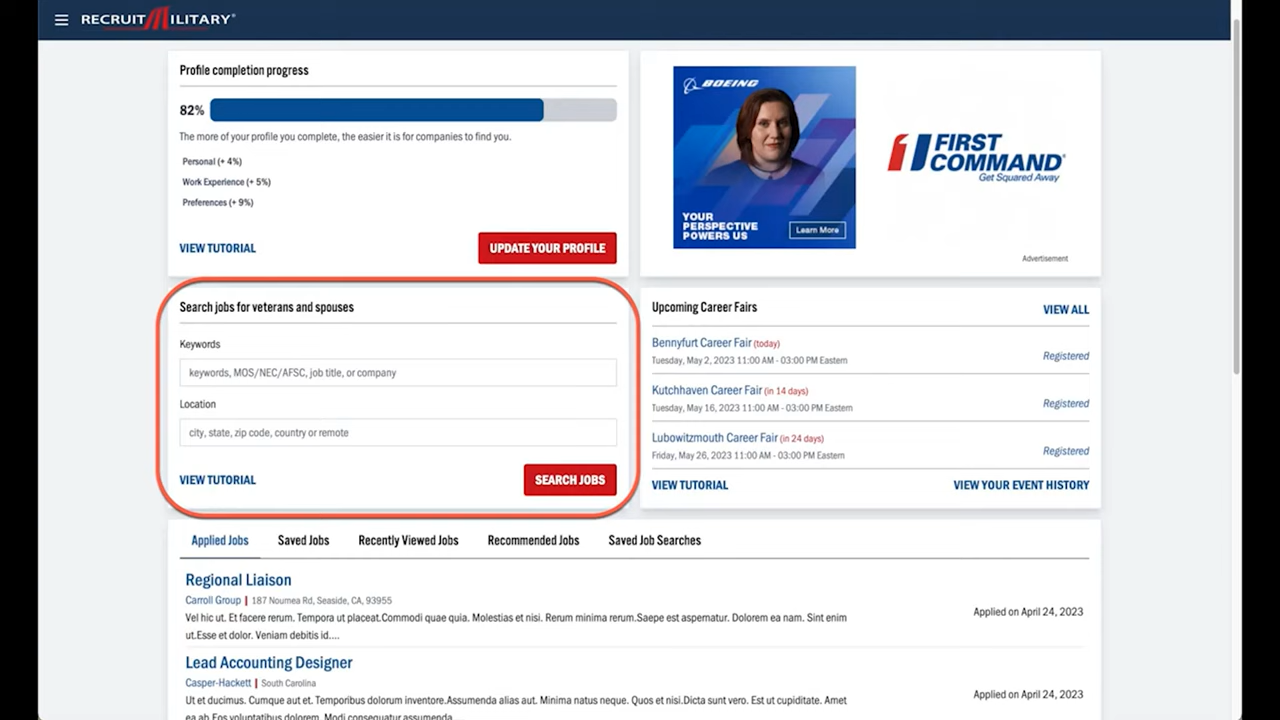 RECRUITMILITARY®
Profile completion progress
82%
The more of your profile you complete, the easier it is for companies to find you.
Personal (+ 4%)
Work Experience (+ 5%)
Preferences (+ 9%)
VIEW TUTORIAL
UPDATE YOUR PROFILE
BOEING
YOUR
PERSPECTIVE
POWERS US
Learn More
FIRST
COMMAND®
Get Squared Away
Advertisement
Search jobs for veterans and spouses
Keywords
keywords, MOS/NEC/AFSC, job title, or company
Location
city, state, zip code, country or remote
VIEW TUTORIAL
SEARCH JOBS
Upcoming Career Fairs
VIEW ALL
Bennyfurt Career Fair (today)
Tuesday, May 2, 2023 11:00 AM - 03:00 PM Eastern
Registered
Kutchhaven Career Fair (in 14 days)
Tuesday, May 16, 2023 11:00 AM - 03:00 PM Eastern
Registered
Lubowitzmouth Career Fair (in 24 days)
Friday, May 26, 2023 11:00 AM - 03:00 PM Eastern
Registered
VIEW TUTORIAL
VIEW YOUR EVENT HISTORY
Applied Jobs Saved Jobs Recently Viewed Jobs Recommended Jobs Saved Job Searches
Regional Liaison
Carroll Group | 187 Noumea Rd, Seaside, CA, 93955
Vel hic ut. Et facere rerum. Tempora ut placeat.Commodi quae quia. Molestias et nisi. Rerum minima rerum.Saepe est aspernatur. Dolorem ea nam. Sint enim
ut.Esse et dolor. Veniam debitis id....
Applied on April 24, 2023
Lead Accounting Designer
Casper-Hackett | South Carolina
Ut et ducimus. Cumque aut et. Temporibus dolorum inventore.Assumenda alias aut. Minima natus neque. Quos et nisi.Dicta sunt vero. Est ut cupiditate. Amet
ea ab.Eos voluptatibus dolorem. Modi consequatur assumenda....
Applied on April 24, 2023